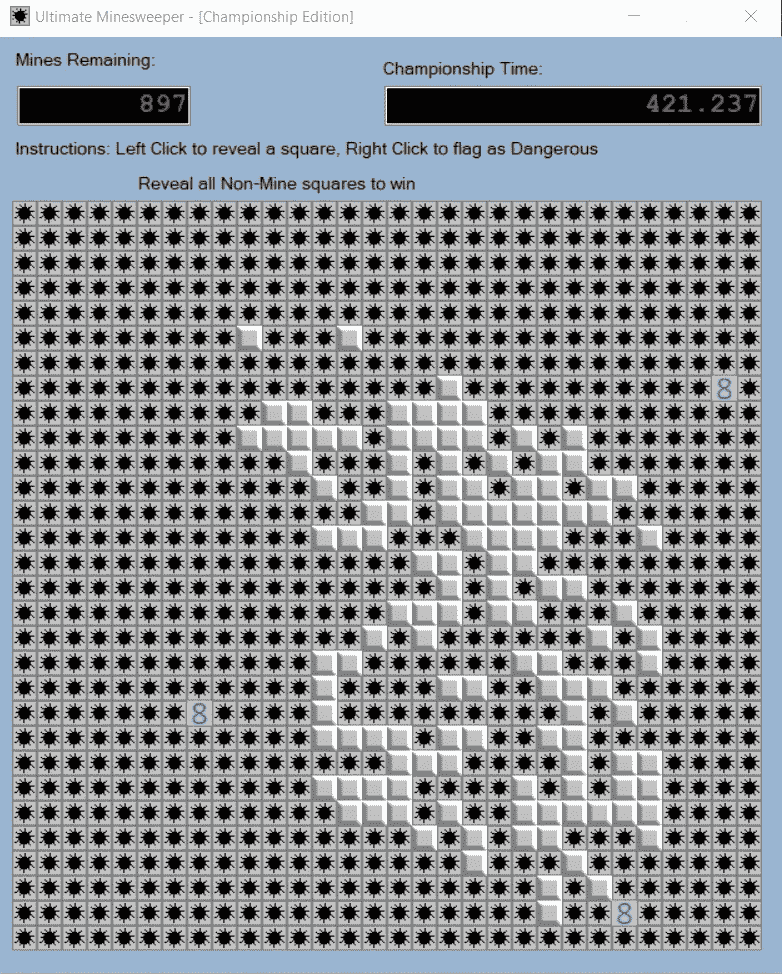 Ultimate Minesweeper - [Championship Edition]
Mines Remaining:
Championship Time:
897
421.237
Instructions: Left Click to reveal a square, Right Click to flag as Dangerous
Reveal all Non-Mine squares to win
8
8
8